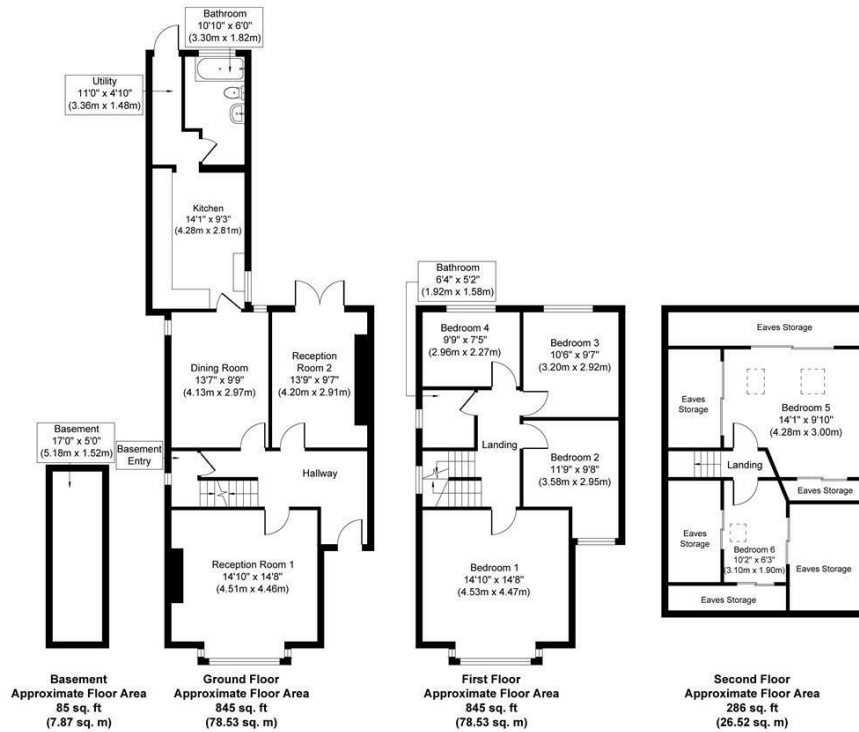 Bathroom
10'10" x 6'0"
(3.30m x 1.82m)
Utility
11'0" x 4'10"
(3.36m x 1.48m)
Kitchen
14'1" x 9'3"
(4.28m x 2.81m)
Dining Room
13'7" x 9'9"
(4.13m x 2.97m)
Reception
Room 2
13'9" x 9'7"
(4.20m x 2.91m)
Basement
17'0" x 5'0"
(5.18m x 1.52m)
Basement
Entry
Hallway
Reception Room 1
14'10" x 14'8"
(4.51m x 4.46m)
Bathroom
6'4" x 5'2"
(1.92m x 1.58m)
Bedroom 4
9'9" x 7'5"
(2.96m x 2.27m)
Bedroom 3
10'6" x 9'7"
(3.20m x 2.92m)
Landing
Bedroom 2
11'9" x 9'8"
(3.58m x 2.95m)
Bedroom 1
14'10" x 14'8"
(4.53m x 4.47m)
Eaves Storage
Eaves
Storage
Bedroom 5
14'1" x 9'10"
(4.28m x 3.00m)
Landing
Eaves Storage
Eaves
Storage
Bedroom 6
10'2" x 6'3"
(3.10m x 1.90m)
Eaves Storage
Eaves Storage
Basement
Approximate Floor Area
85 sq. ft
(7.87 sq. m)
Ground Floor
Approximate Floor Area
845 sq. ft
(78.53 sq. m)
First Floor
Approximate Floor Area
845 sq. ft
(78.53 sq. m)
Second Floor
Approximate Floor Area
286 sq. ft
(26.52 sq. m)